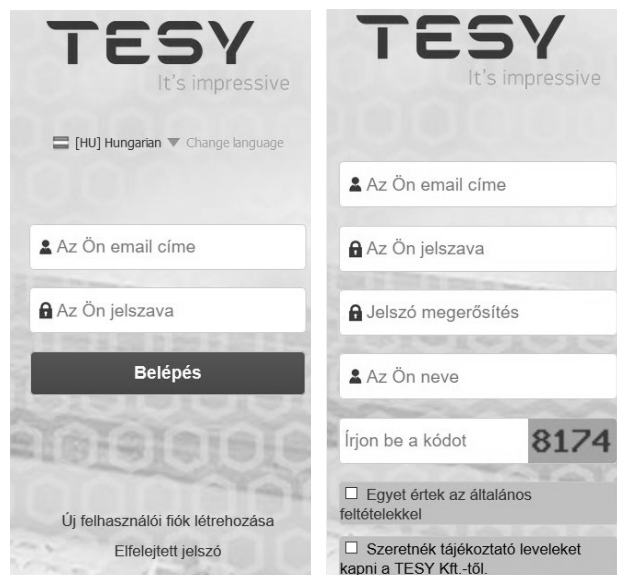 TESY
It's impressive
[HU] Hungarian Change language
Az Ön email címe
Az Ön jelszava
Belépés
Új felhasználói fiók létrehozása
Elfelejtett jelszó
TESY
It's impressive
Az Ön email címe
Az Ön jelszava
Jelszó megerősítés
Az Ön neve
Írjon be a kódot 8174
Egyet értek az általános
feltételekkel
Szeretnék tájékoztató leveleket
kapni a TESY Kft.-től.